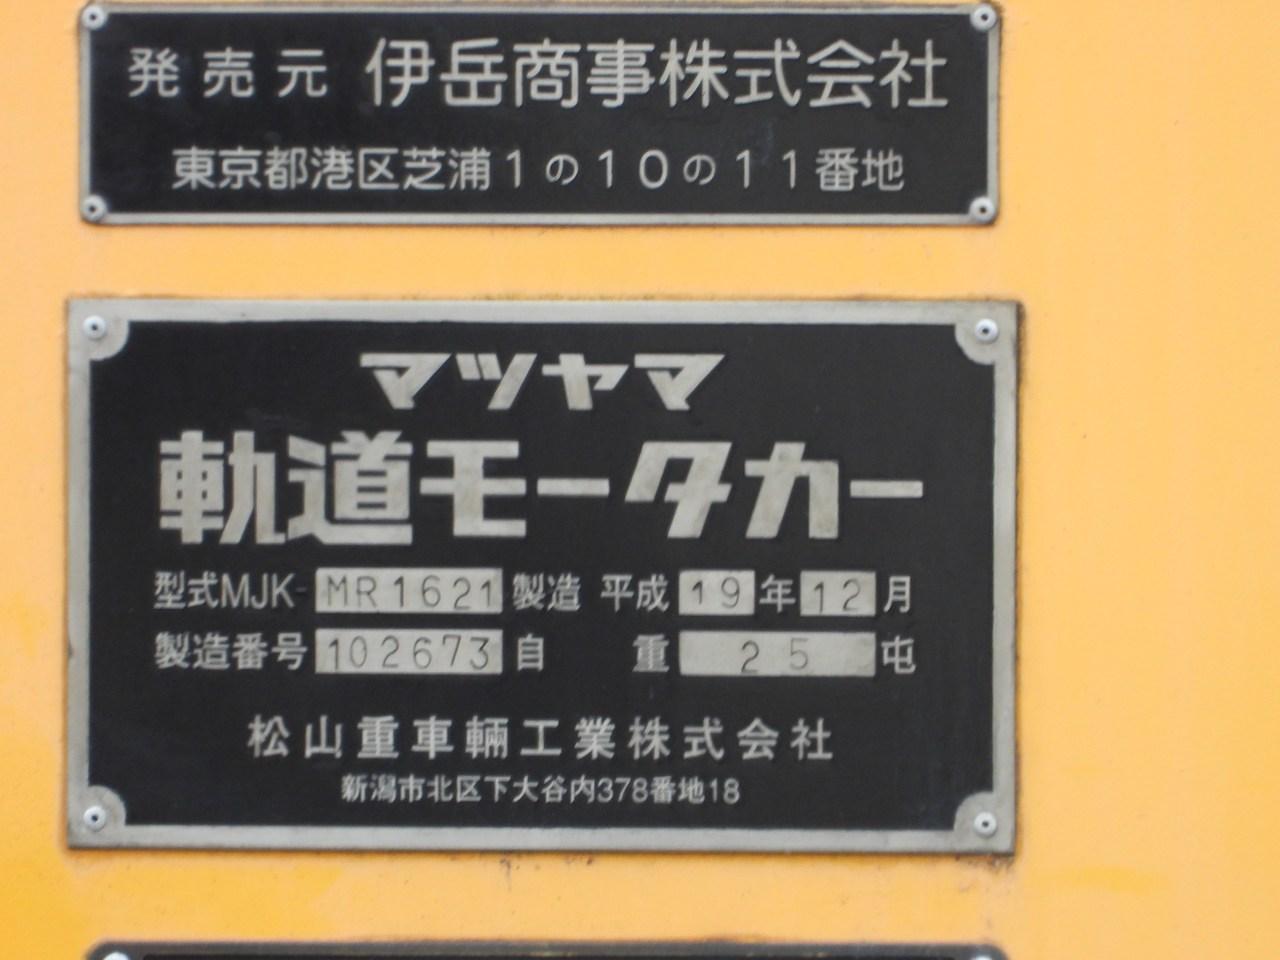 発売元 伊岳商事株式会社
東京都港区芝浦1の10の11番地
マツヤマ
軌道モータカー
型式MJK-MR1621 製造 平成19年12月
製造番号102673 自重25屯
松山重車輛工業株式会社
新潟市北区下大谷内378番地18